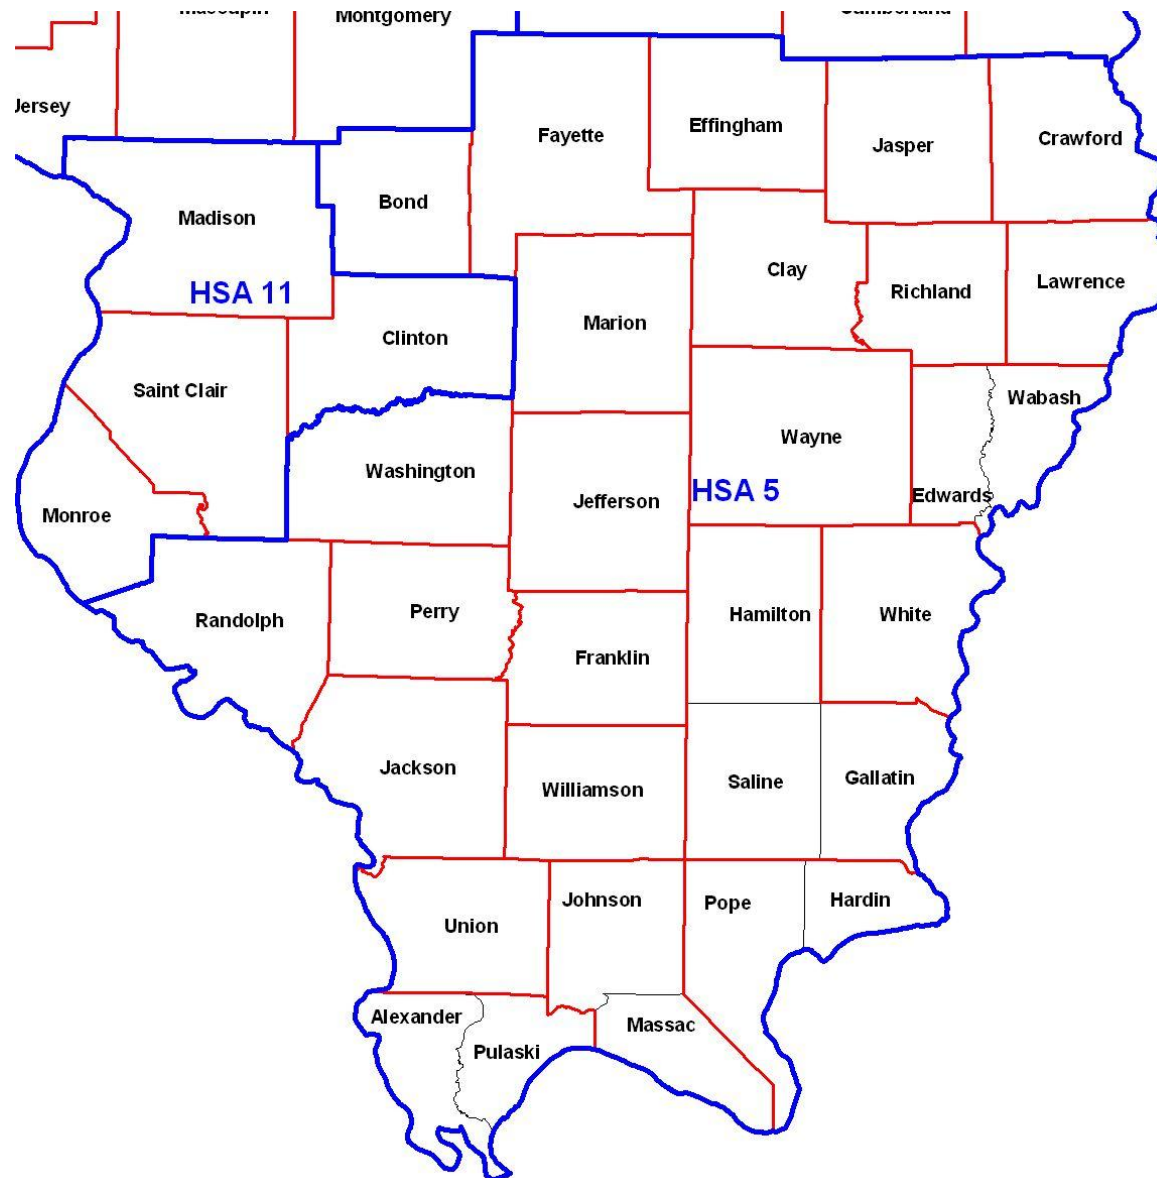 Montgomery
Jersey
Fayette
Effingham
Jasper
Crawford
Madison
Bond
HSA 11
Clay
Richland
Lawrence
Marion
Clinton
Saint Clair
Wabash
Wayne
Washington
Jefferson
HSA 5
Edwards
Monroe
Randolph
Perry
Hamilton
White
Franklin
Jackson
Williamson
Saline
Gallatin
Union
Johnson
Pope
Hardin
Alexander
Pulaski
Massac